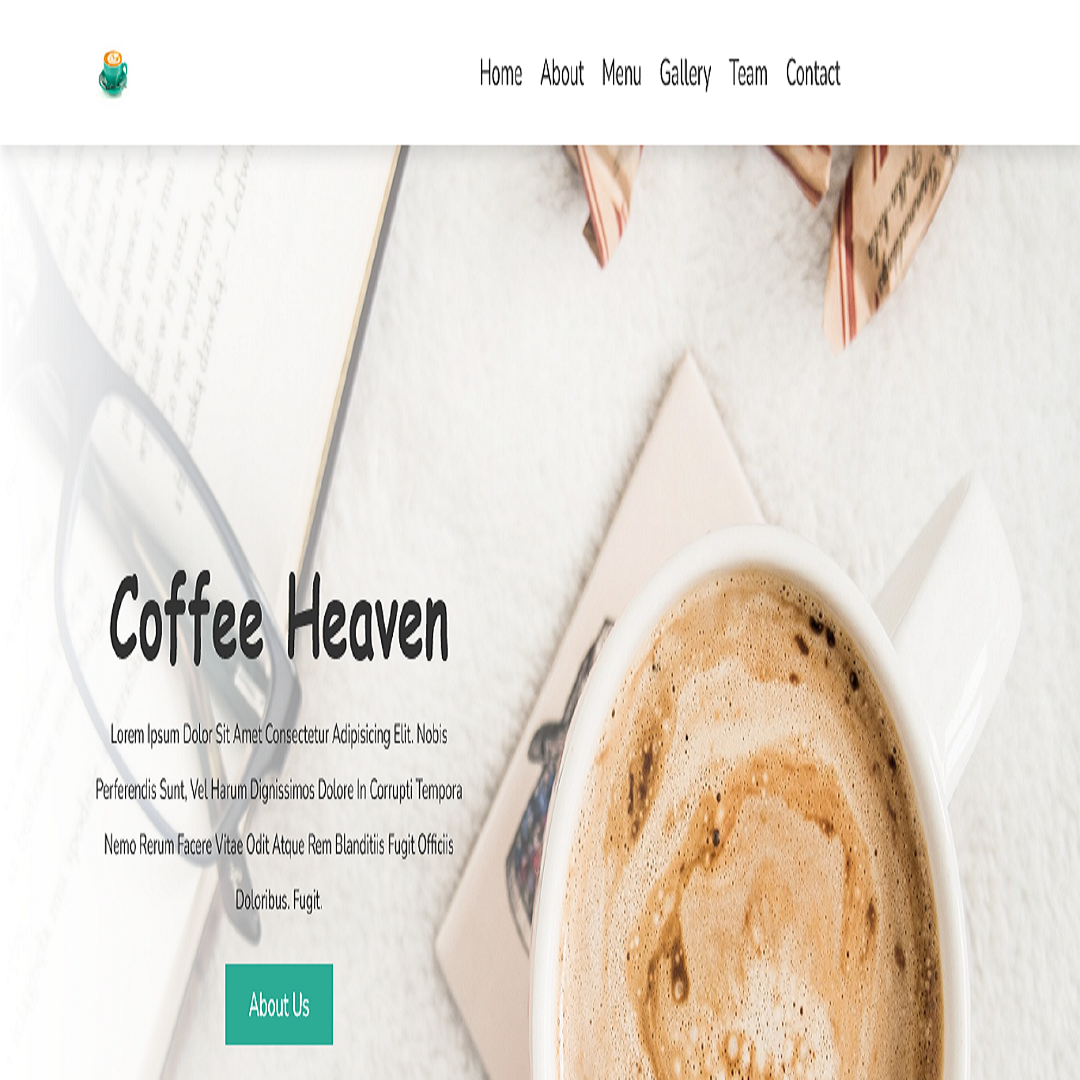 Home About Menu Gallery Team Contact
Coffee Heaven
Lorem Ipsum Dolor Sit Amet Consectetur Adipisicing Elit. Nobis
Perferendis Sunt, Vel Harum Dignissimos Dolore In Corrupti Tempora
Nemo Rerum Facere Vitae Odit Atque Rem Blanditiis Fugit Officiis
Doloribus. Fugit.
About Us